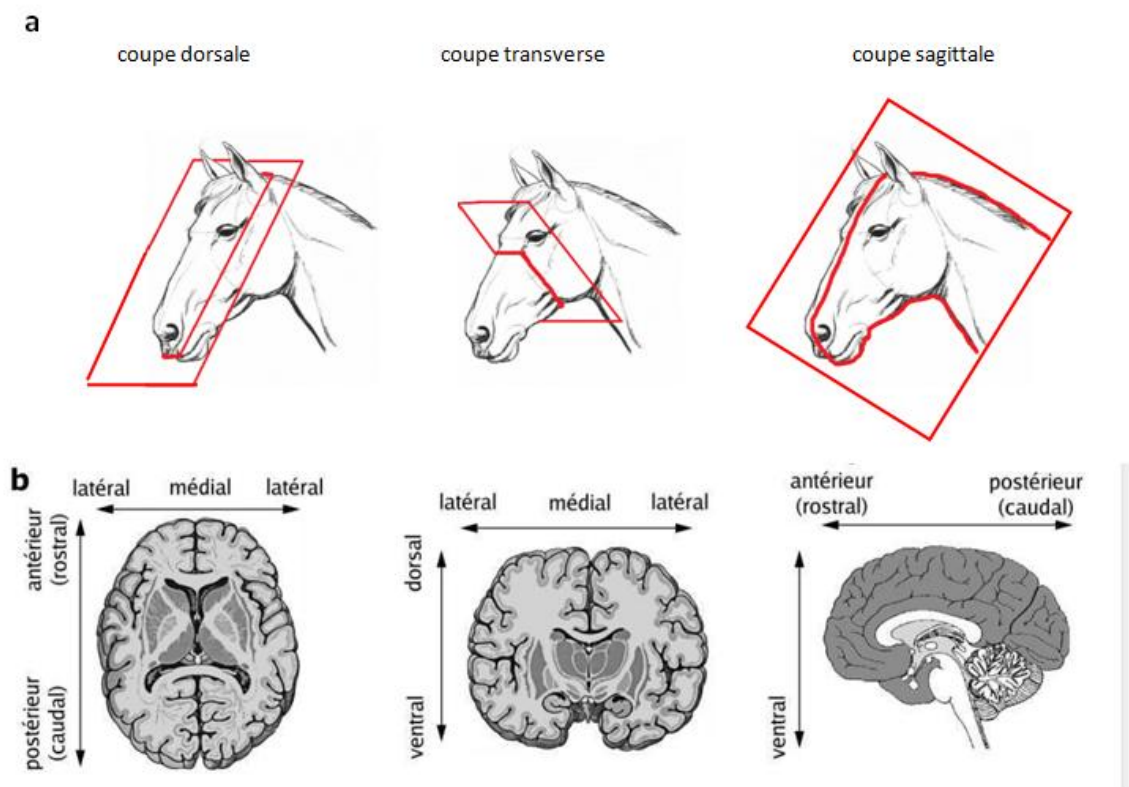 a
coupe dorsale
coupe transverse
coupe sagittale
b
latéral médial latéral
antérieur
(rostral)
postérieur
(caudal)
latéral médial latéral
dorsal
ventral
antérieur
(rostral)
postérieur
(caudal)
ventral